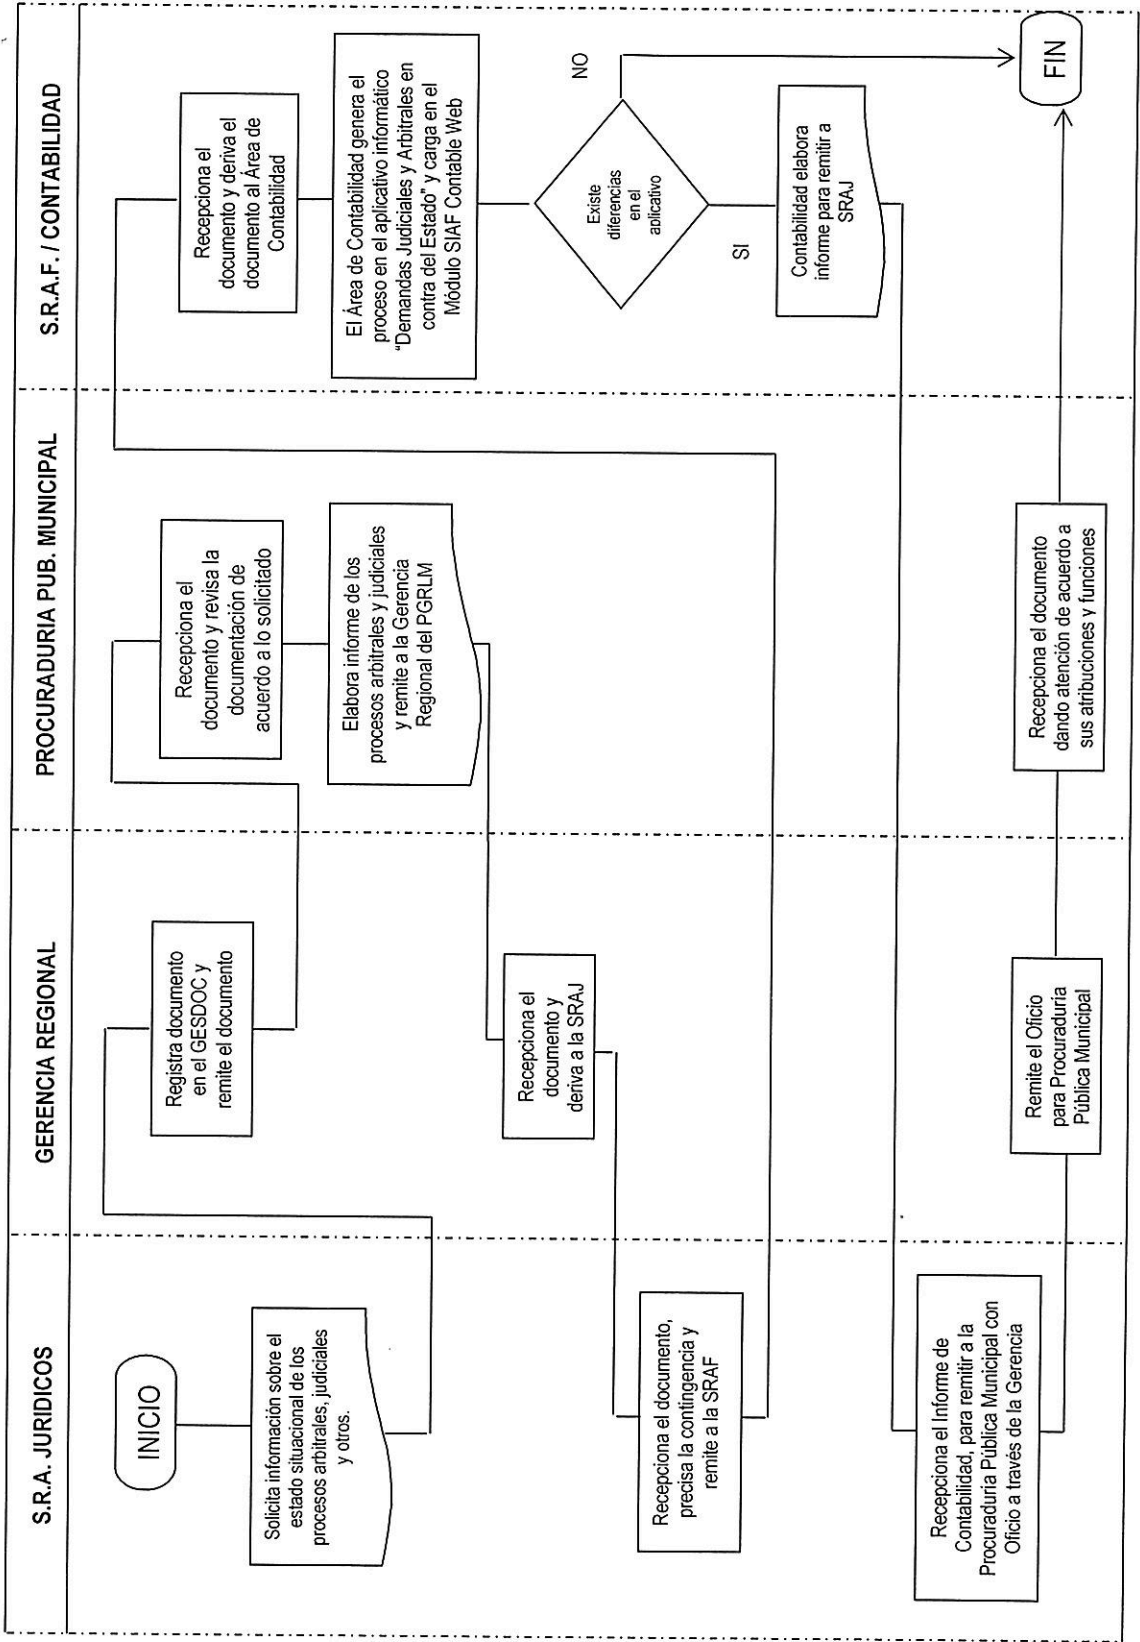 S.R.A. JURIDICOS
GERENCIA REGIONAL
PROCURADURIA PUB. MUNICIPAL
S.R.A.F. / CONTABILIDAD
INICIO
Solicita información sobre el
estado situacional de los
procesos arbitrales, judiciales
y otros.
Registra documento
en el GESDOC y
remite el documento
Recepciona el
documento y revisa la
documentación de
acuerdo a lo solicitado
Elabora informe de los
procesos arbitrales y judiciales
y remite a la Gerencia
Regional del PGRLM
Recepciona el
documento y
deriva a la SRAJ
Recepciona el documento,
precisa la contingencia y
remite a la SRAF
Recepciona el
documento y deriva el
documento al Área de
Contabilidad
El Área de Contabilidad genera el
proceso en el aplicativo informático
“Demandas Judiciales y Arbitrales en
contra del Estado” y carga en el
Módulo SIAF Contable Web
Existe
diferencias
en el
aplicativo
NO
SI
Contabilidad elabora
informe para remitir a
SRAJ
Recepciona el Informe de
Contabilidad, para remitir a la
Procuraduría Pública Municipal con
Oficio a través de la Gerencia
Remite el Oficio
para Procuraduría
Pública Municipal
Recepciona el documento
dando atención de acuerdo a
sus atribuciones y funciones
FIN